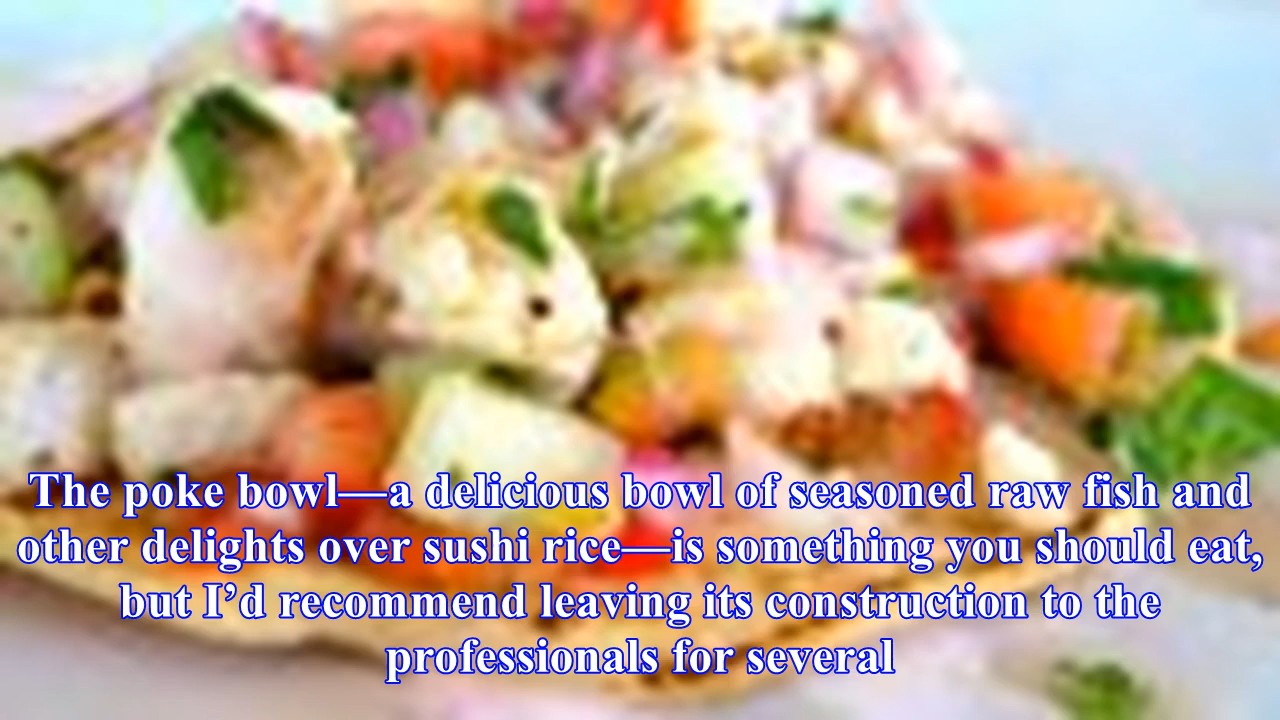 The poke bowl—a delicious bowl of seasoned raw fish and
other delights over sushi rice—is something you should eat,
but I’d recommend leaving its construction to the
professionals for several